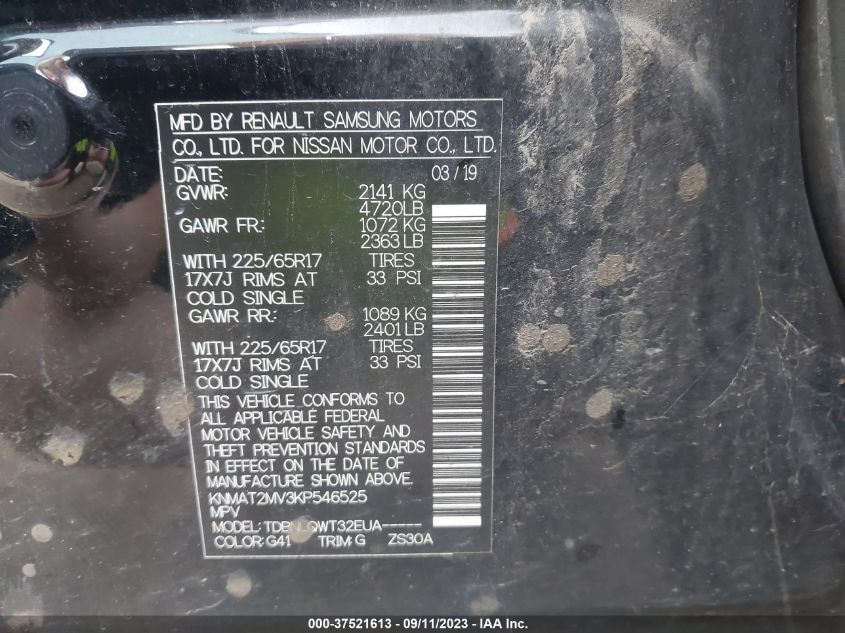 MFD BY RENAULT SAMSUNG MOTORS
CO., LTD. FOR NISSAN MOTOR CO., LTD.
DATE: 03/19
GVWR: 2141 KG
4720LB
GAWR FR: 1072 KG
2363LB
WITH 225/65R17 TIRES
17X7J RIMS AT 33 PSI
COLD SINGLE
GAWR RR: 1089 KG
2401LB
WITH 225/65R17 TIRES
17X7J RIMS AT 33 PSI
COLD SINGLE
THIS VEHICLE CONFORMS TO
ALL APPLICABLE FEDERAL
MOTOR VEHICLE SAFETY AND
THEFT PREVENTION STANDARDS
IN EFFECT ON THE DATE OF
MANUFACTURE SHOWN ABOVE.
KNMAT2MV3KP546525
MPV
MODEL:
COLOR:G41 TRIM:G ZS30A
000-37521613 - 09/11/2023 - IAA Inc.